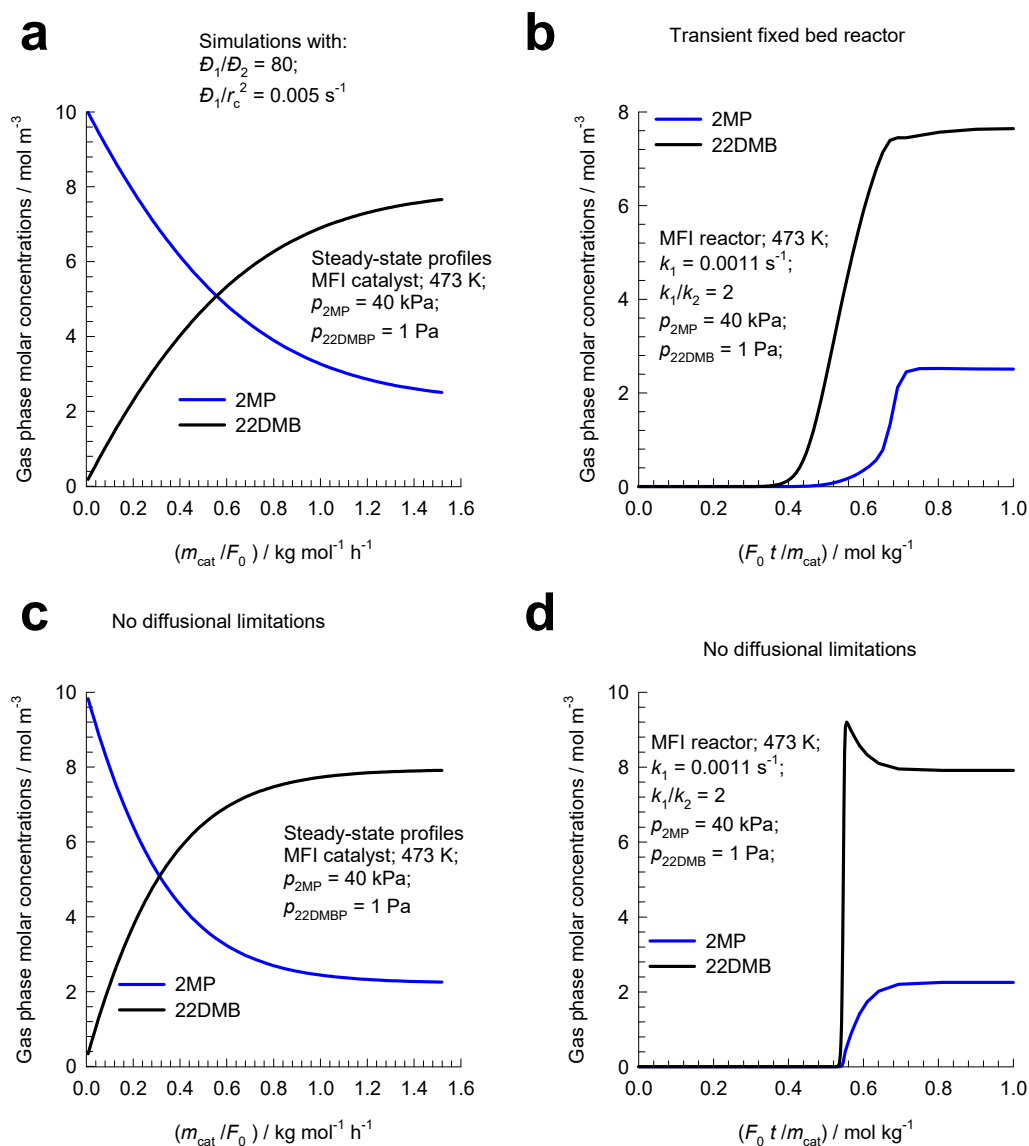 a
Simulations with:
Đ₁/Đ₂ = 80;
Đ₁/r_c² = 0.005 s⁻¹
Gas phase molar concentrations / mol m⁻³
10
8
6
4
2
0
Steady-state profiles
MFI catalyst; 473 K;
p₂MP = 40 kPa;
p₂₂DMBP = 1 Pa
2MP
22DMB
0.0 0.2 0.4 0.6 0.8 1.0 1.2 1.4 1.6
(m_cat /F₀ ) / kg mol⁻¹ h⁻¹
b
Transient fixed bed reactor
Gas phase molar concentrations / mol m⁻³
8
6
4
2
0
2MP
22DMB
MFI reactor; 473 K;
k₁ = 0.0011 s⁻¹;
k₁/k₂ = 2
p₂MP = 40 kPa;
p₂₂DMB = 1 Pa;
0.0 0.2 0.4 0.6 0.8 1.0
(F₀ t /m_cat) / mol kg⁻¹
c
No diffusional limitations
Gas phase molar concentrations / mol m⁻³
10
8
6
4
2
0
Steady-state profiles
MFI catalyst; 473 K;
p₂MP = 40 kPa;
p₂₂DMBP = 1 Pa
2MP
22DMB
0.0 0.2 0.4 0.6 0.8 1.0 1.2 1.4 1.6
(m_cat /F₀ ) / kg mol⁻¹ h⁻¹
d
No diffusional limitations
Gas phase molar concentrations / mol m⁻³
10
8
6
4
2
0
MFI reactor; 473 K;
k₁ = 0.0011 s⁻¹;
k₁/k₂ = 2
p₂MP = 40 kPa;
p₂₂DMB = 1 Pa;
2MP
22DMB
0.0 0.2 0.4 0.6 0.8 1.0
(F₀ t /m_cat) / mol kg⁻¹